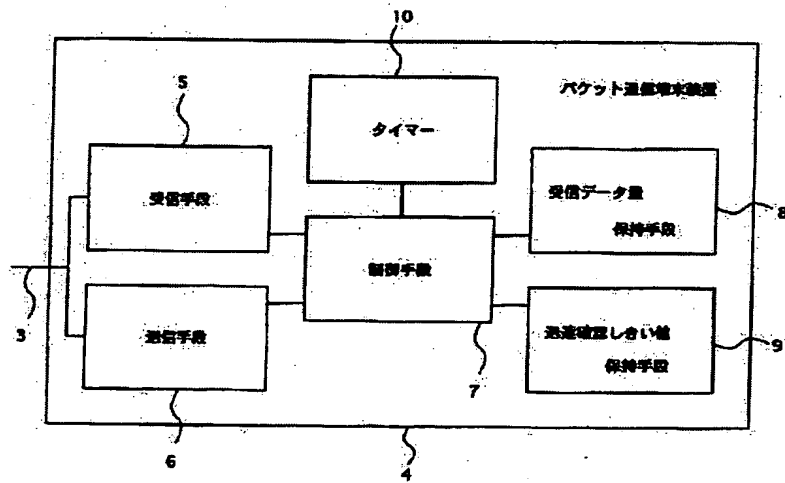 10
5
パケット通信端末装置
タイマー
受信手段
受信データ量
保持手段
8
制御手段
3
送信手段
送達確認しきい値
保持手段
9
7
6
4